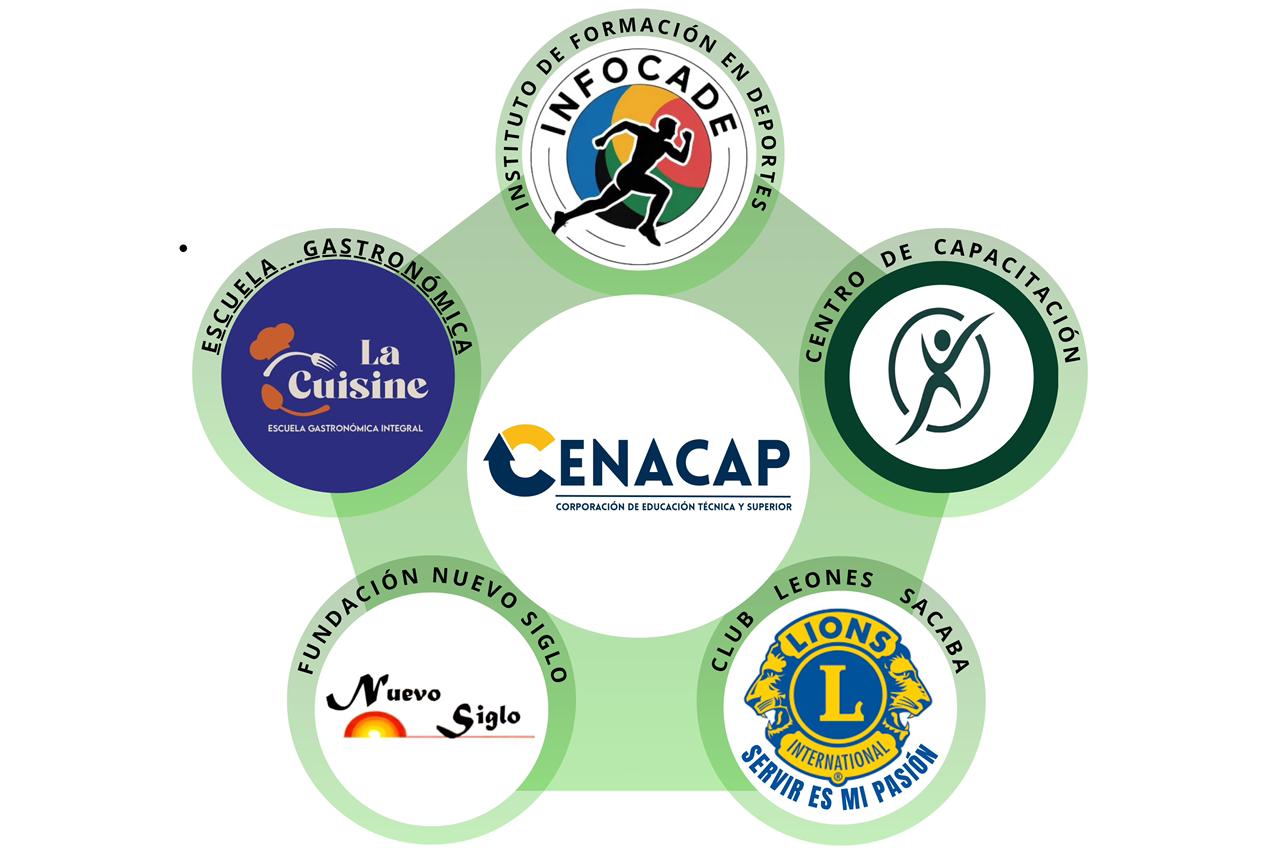 INSTITUTO DE FORMACIÓN EN DEPORTES
INFOCADE
ESCUELA GASTRONÓMICA
La
Cuisine
ESCUELA GASTRONÓMICA INTEGRAL
CENTRO DE CAPACITACIÓN
CENACAP
CORPORACIÓN DE EDUCACIÓN TÉCNICA Y SUPERIOR
FUNDACIÓN NUEVO SIGLO
Nuevo
Siglo
CLUB LEONES SACABA
LIONS
L
INTERNATIONAL
®
SERVIR ES MI PASIÓN